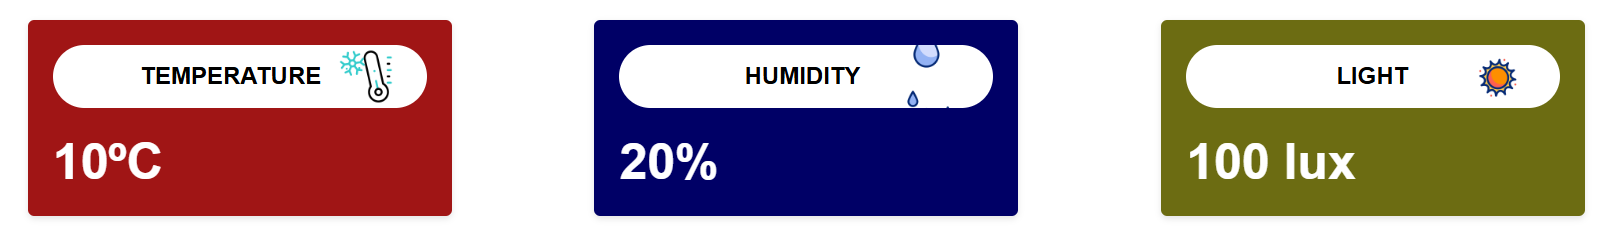 TEMPERATURE
10ºC
HUMIDITY
20%
LIGHT
100 lux